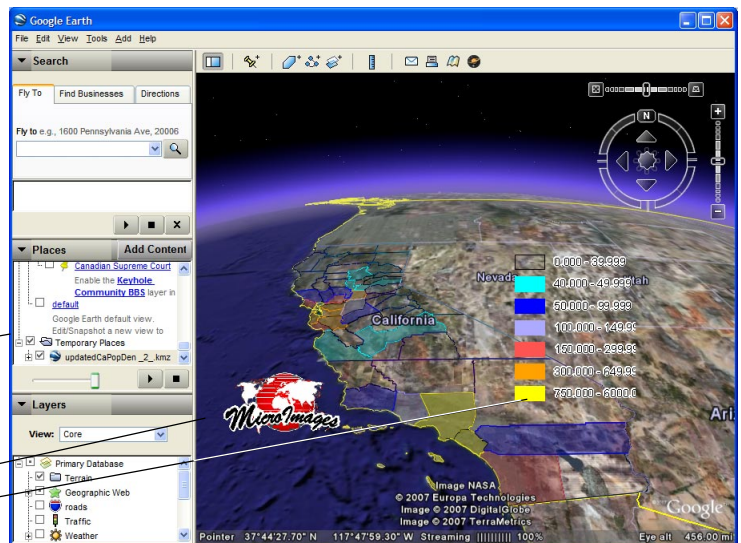 Google Earth
File Edit View Tools Add Help
Search
Fly To Find Businesses Directions
Fly to e.g., 1600 Pennsylvania Ave, 20006
Places Add Content
Canadian Supreme Court
Enable the Keyhole
Community BBS layer in
default
Google Earth default view.
Edit/Snapshot a new view to
Temporary Places
updatedCaPopDen _2_.kmz
Layers
View: Core
Primary Database
Terrain
Geographic Web
roads
Traffic
Weather
N
0.000 - 39.999
Nevada
40.000 - 49.999
tah
50.000 - 99.999
California
100.000 - 149.99
150.000 - 299.99
300.000 - 649.99
750.000 - 6000.0
MicroImages
Ari
Image NASA
© 2007 Europa Technologies
Image © 2007 DigitalGlobe
Image © 2007 TerraMetrics
Google
Pointer 37°44'27.70" N 117°47'59.30" W Streaming |||||||||| 100% Eye alt 456.00 mi